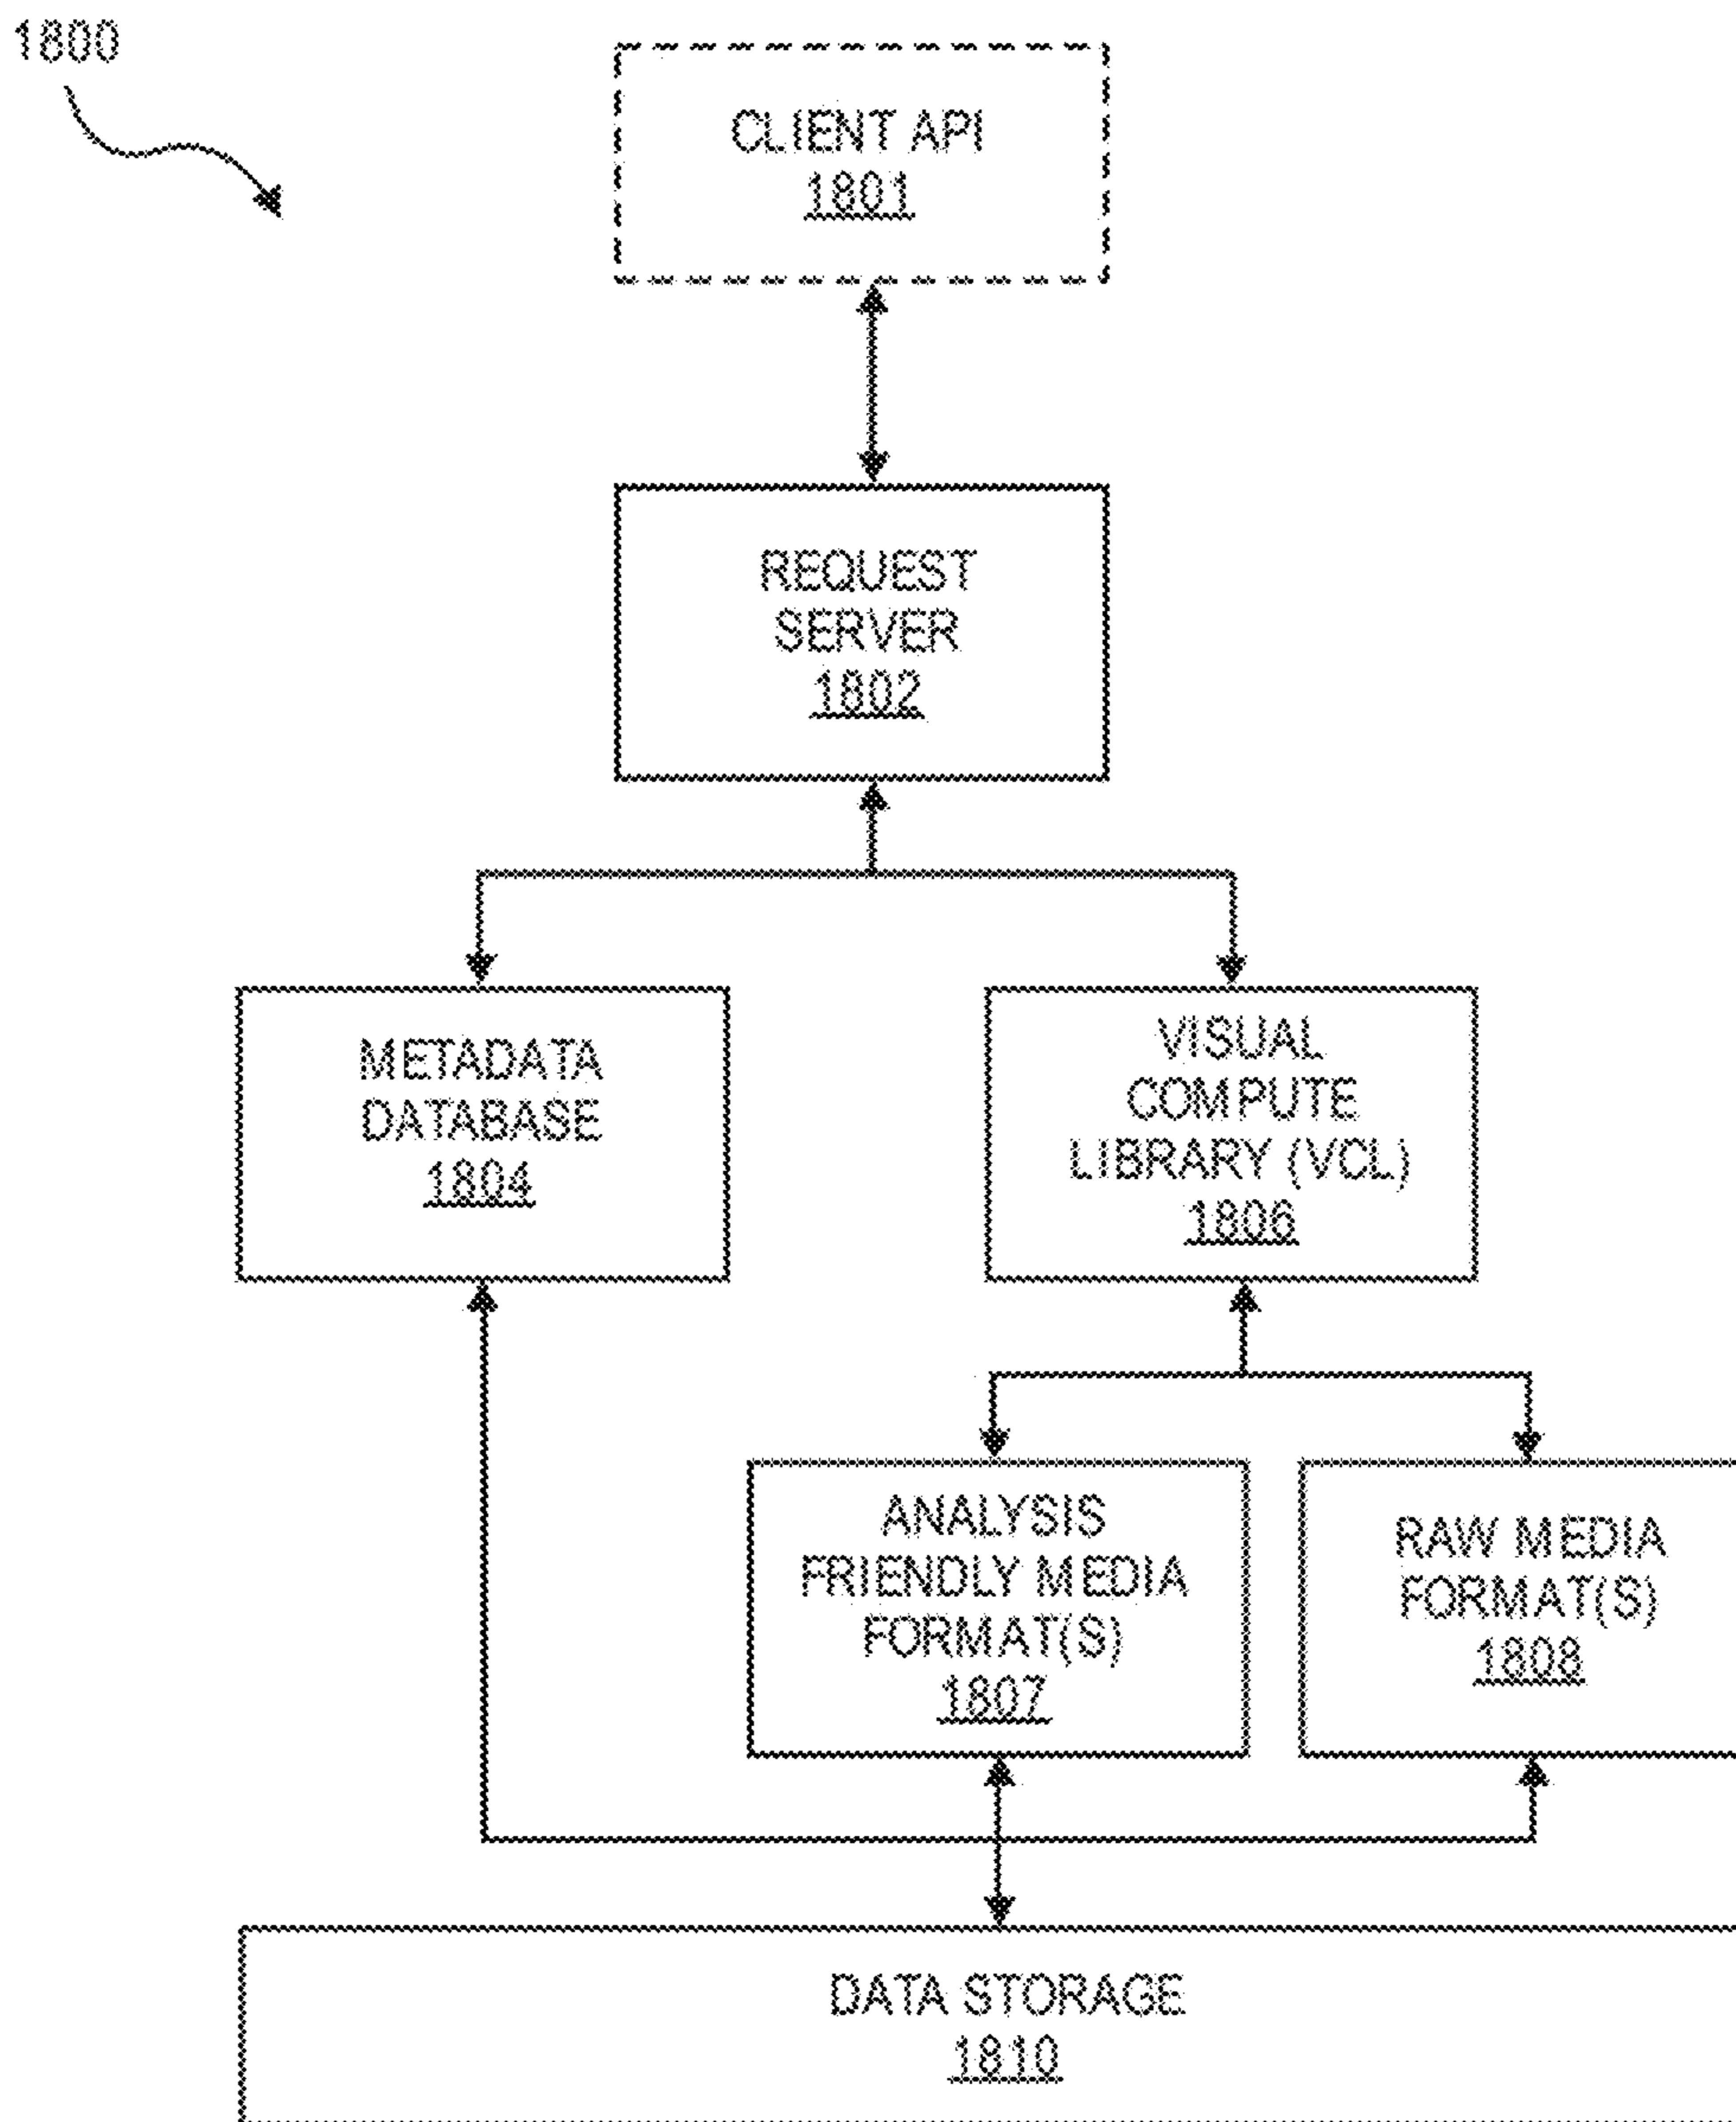 1800
CLIENT API
1801
REQUEST
SERVER
1802
METADATA
DATABASE
1804
VISUAL
COMPUTE
LIBRARY (VCL)
1806
ANALYSIS
FRIENDLY MEDIA
FORMAT(S)
1807
RAW MEDIA
FORMAT(S)
1808
DATA STORAGE
1810